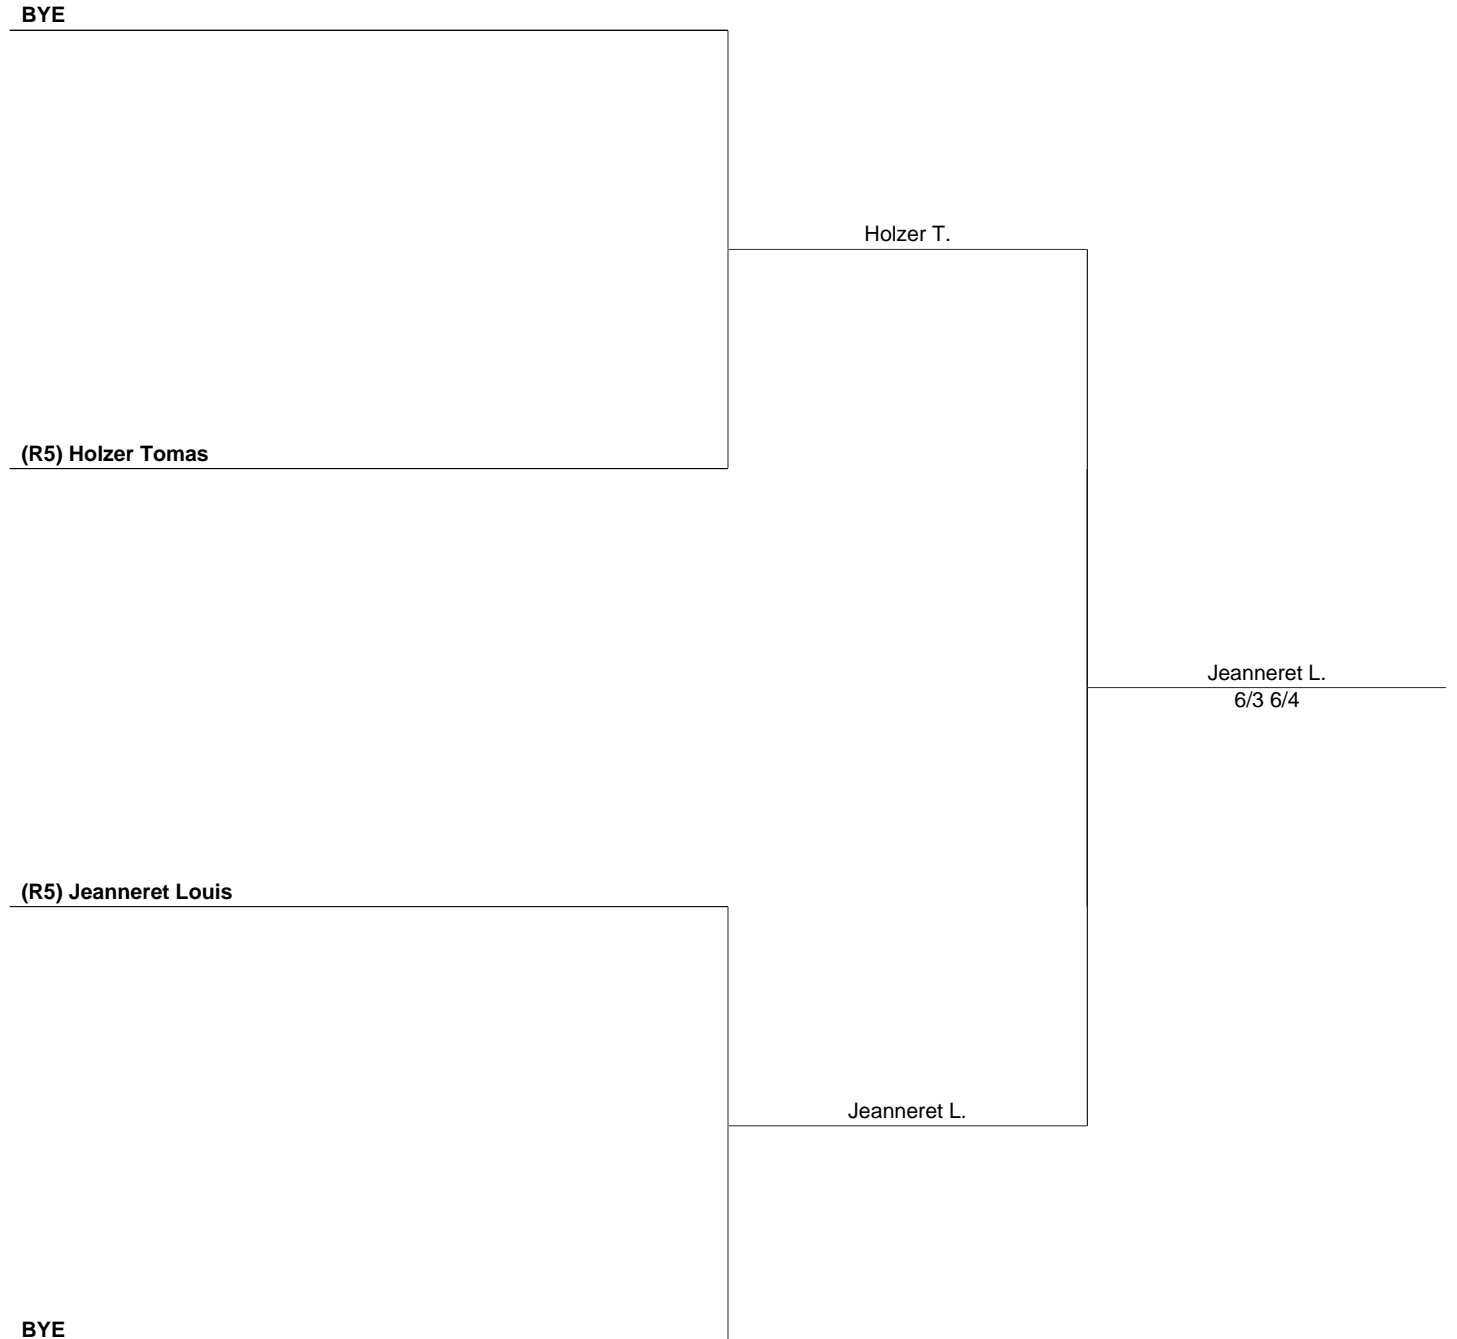 BYE
Holzer T.
(R5) Holzer Tomas
Jeanneret L.
6/3 6/4
(R5) Jeanneret Louis
Jeanneret L.
BYE